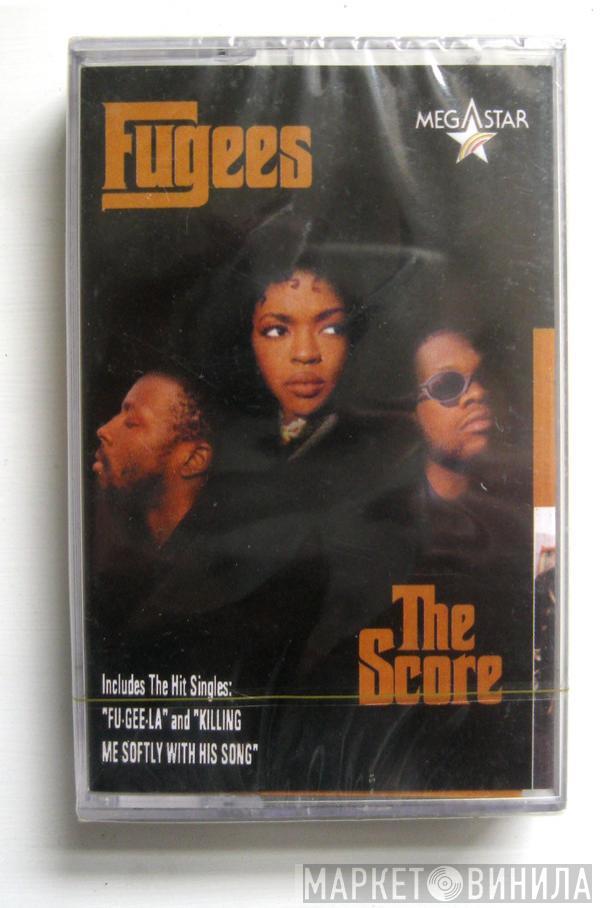 Fugees
MEGASTAR
The
Score
Includes The Hit Singles:
"FU-GEE-LA" and "KILLING
ME SOFTLY WITH HIS SONG"
МАРКЕТ ВИНИЛА